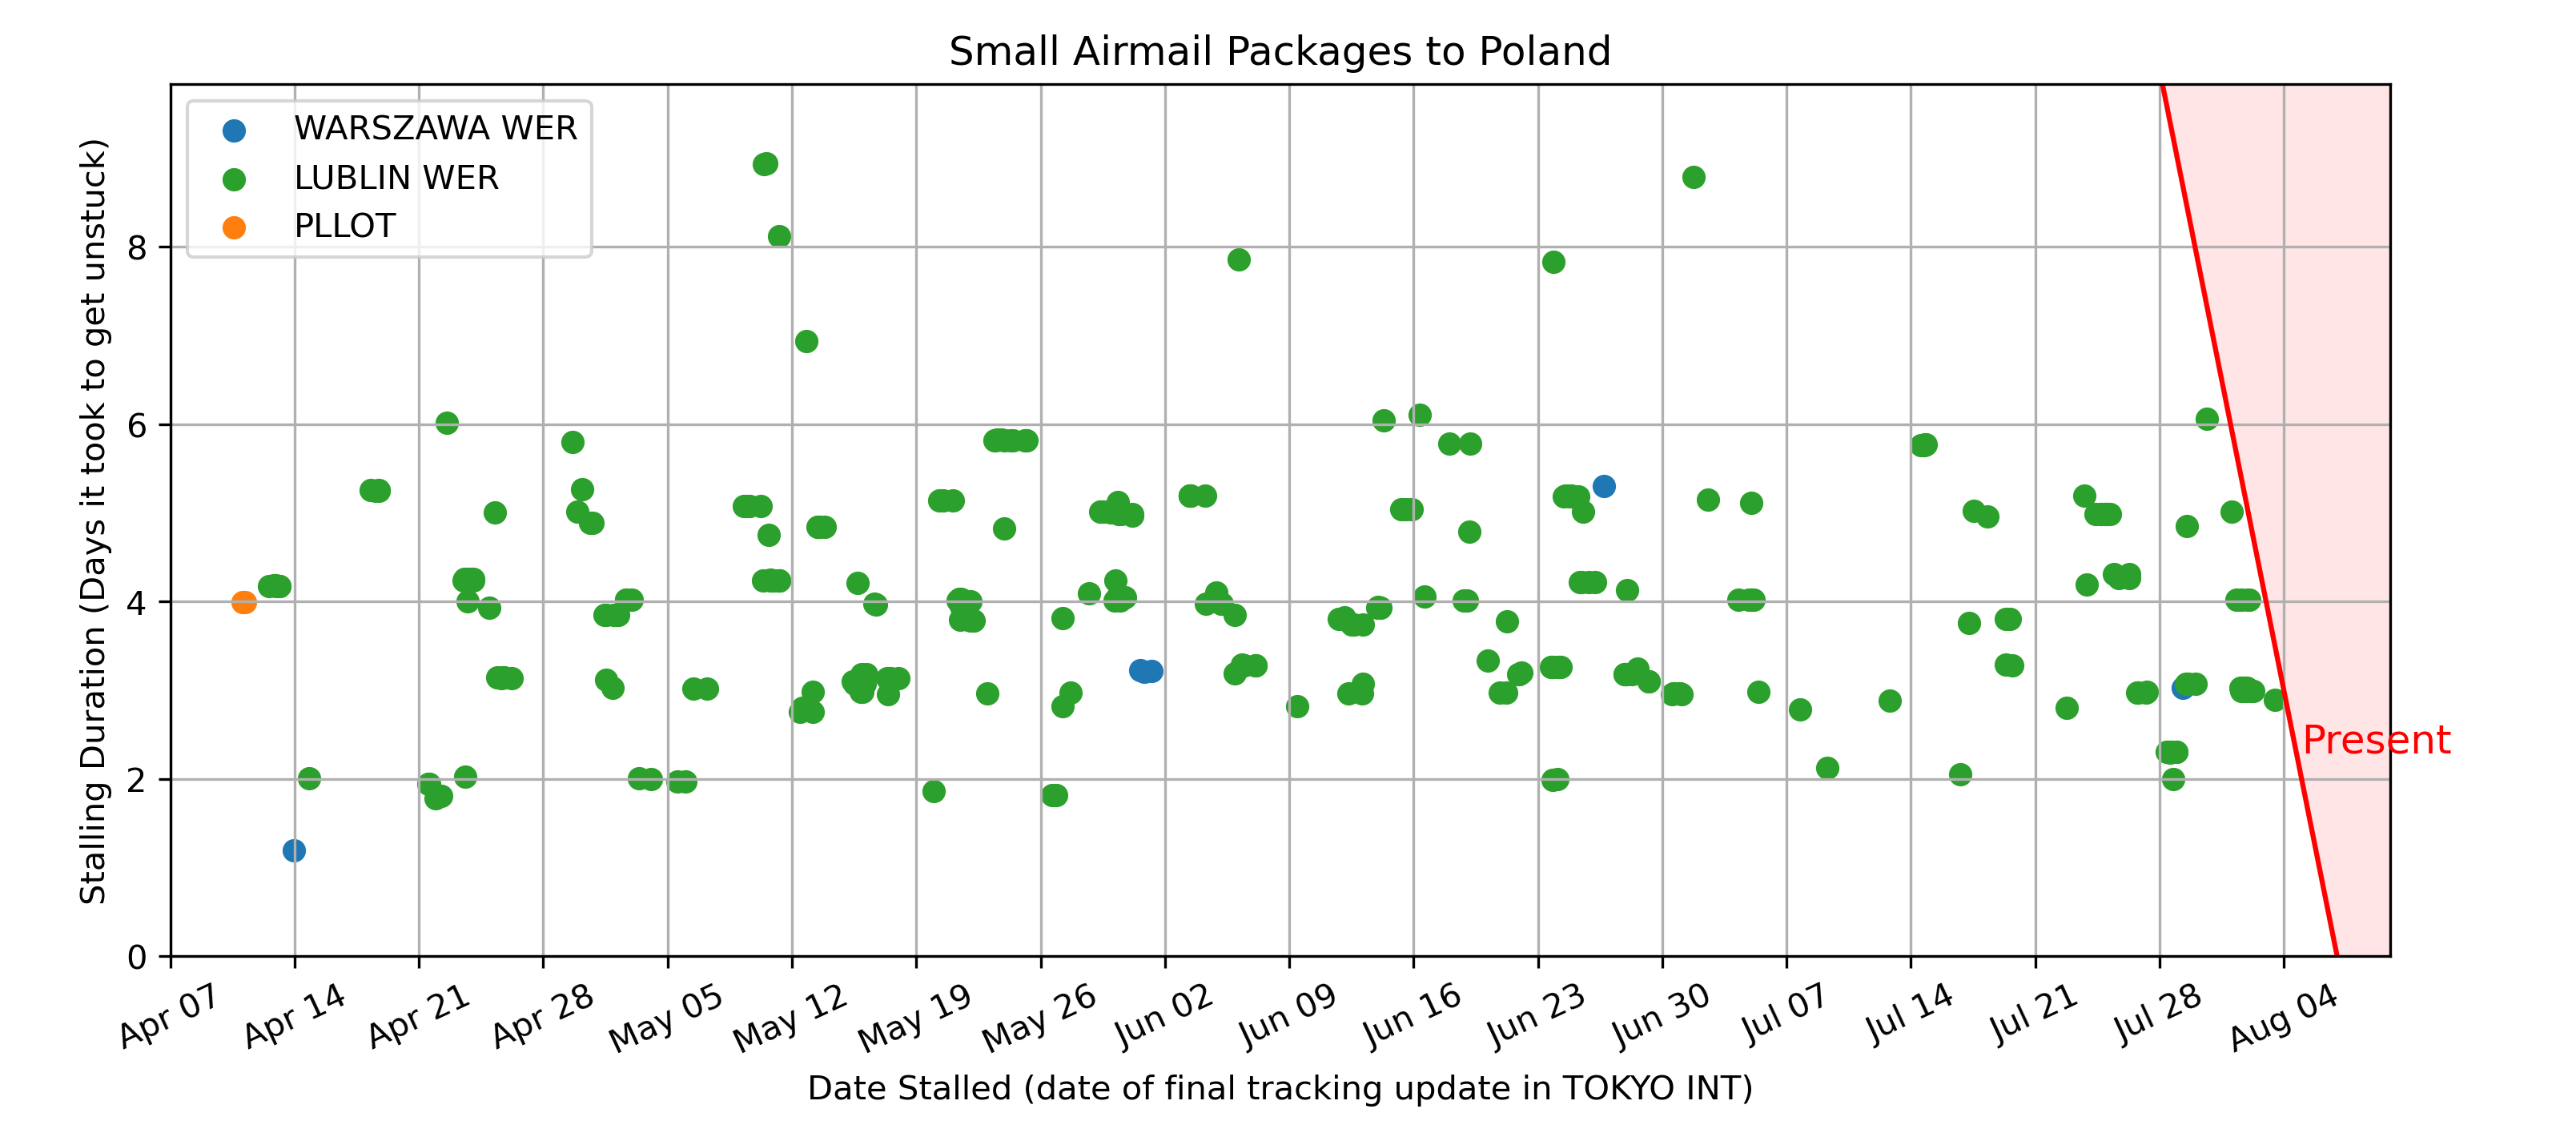 Small Airmail Packages to Poland
WARSZAWA WER
LUBLIN WER
PLLOT
Stalling Duration (Days it took to get unstuck)
8
6
4
2
0
Present
Apr 07
Apr 14
Apr 21
Apr 28
May 05
May 12
May 19
May 26
Jun 02
Jun 09
Jun 16
Jun 23
Jun 30
Jul 07
Jul 14
Jul 21
Jul 28
Aug 04
Date Stalled (date of final tracking update in TOKYO INT)